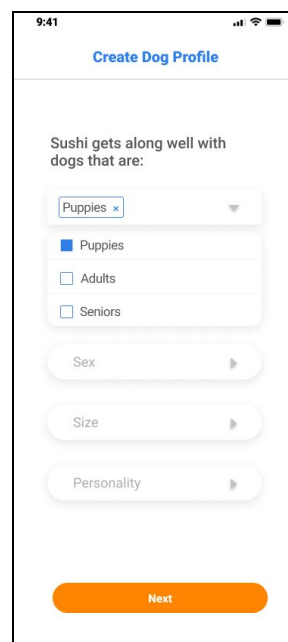 9:41
Create Dog Profile
Sushi gets along well with
dogs that are:
Puppies ×
Puppies
Adults
Seniors
Sex
Size
Personality
Next